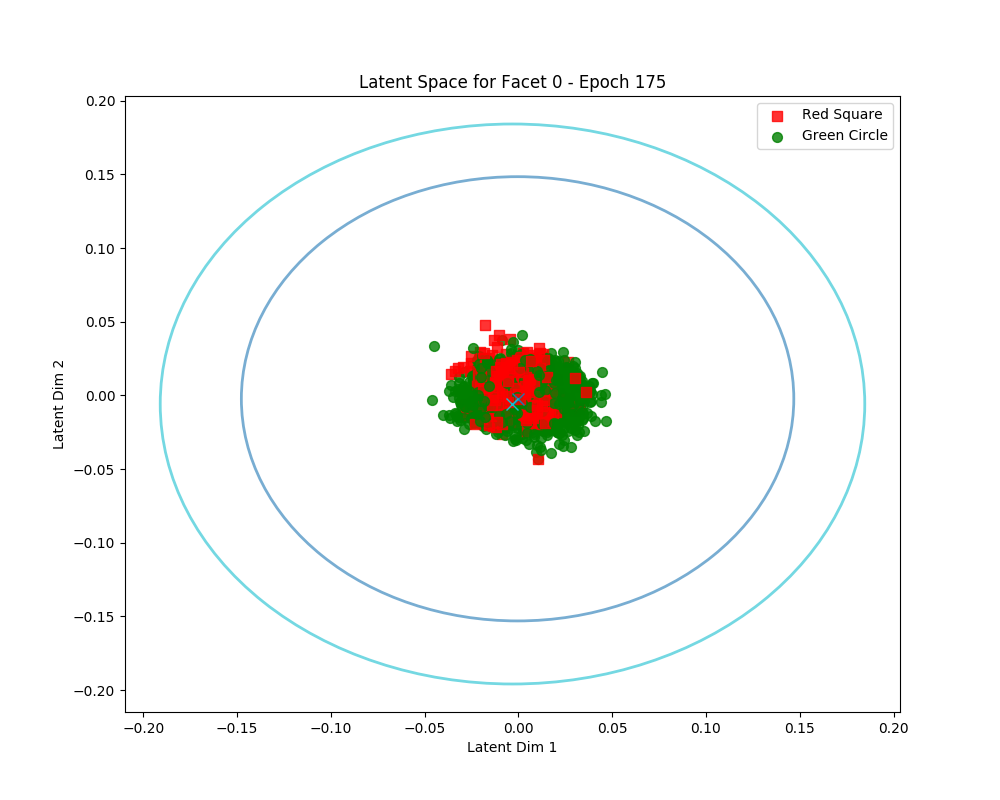 Latent Space for Facet 0 - Epoch 175
Red Square
Green Circle
0.20
0.15
0.10
0.05
0.00
−0.05
−0.10
−0.15
−0.20
Latent Dim 2
−0.20 −0.15 −0.10 −0.05 0.00 0.05 0.10 0.15 0.20
Latent Dim 1